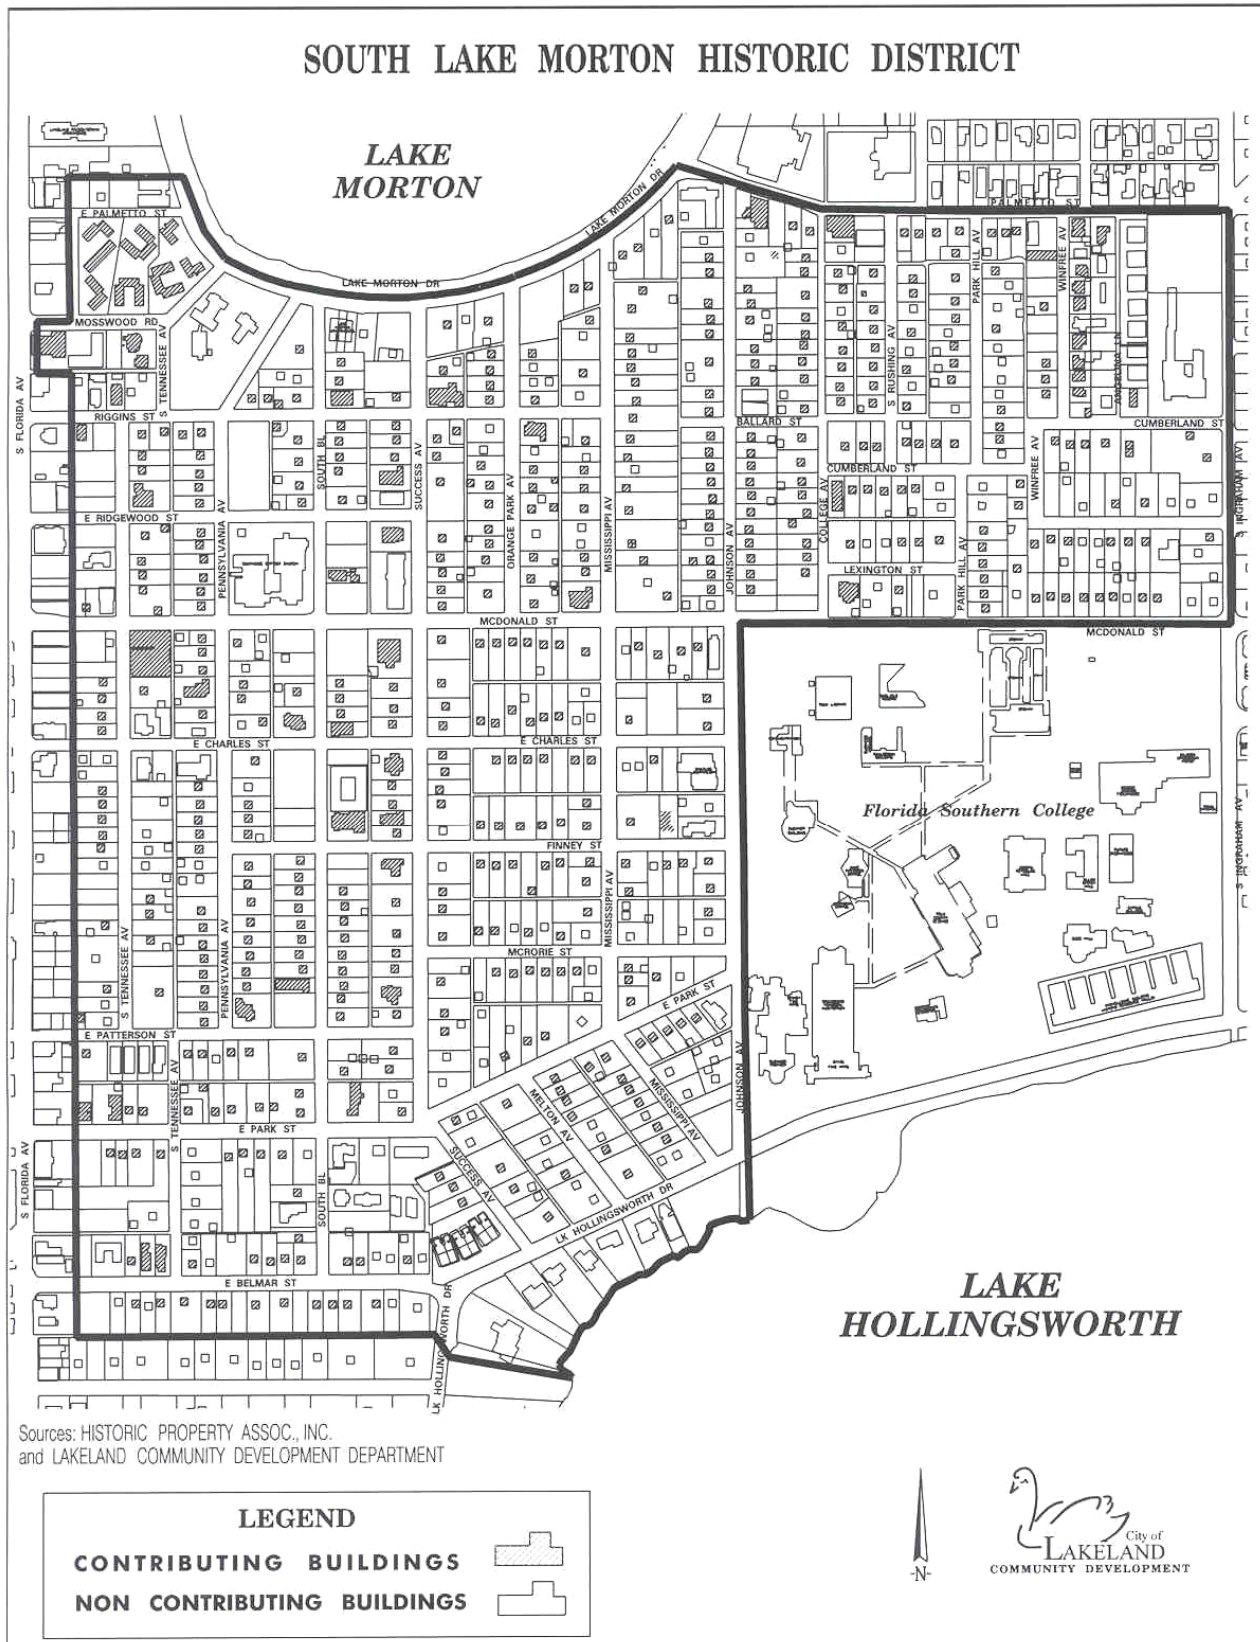 SOUTH LAKE MORTON HISTORIC DISTRICT
LAKE
MORTON
LAKE MORTON DR
PALMETTO ST
E PALMETTO ST
LAKE MORTON DR
PARK HILL AV
WINFREE AV
MOSSWOOD RD
S TENNESSEE AV
S RUSHING AV
ANGELINA LN
S FLORIDA AV
RIGGINS ST
BALLARD ST
CUMBERLAND ST
SOUTH BL
SUCCESS AV
CUMBERLAND ST
WINFREE AV
S INGRAHAM AV
E RIDGEWOOD ST
PENNSYLVANIA AV
ORANGE PARK AV
MISSISSIPPI AV
JOHNSON AV
COLLEGE AV
LEXINGTON ST
PARK HILL AV
MCDONALD ST
MCDONALD ST
E CHARLES ST
E CHARLES ST
Florida Southern College
S INGRAHAM AV
FINNEY ST
MISSISSIPPI AV
S TENNESSEE AV
PENNSYLVANIA AV
MCRORIE ST
E PARK ST
E PATTERSON ST
S TENNESSEE AV
MELTON AV
MISSISSIPPI AV
JOHNSON AV
E PARK ST
S FLORIDA AV
SOUTH BL
SUCCESS AV
LK HOLLINGSWORTH DR
E BELMAR ST
LK HOLLINGSWORTH DR
LAKE
HOLLINGSWORTH
Sources: HISTORIC PROPERTY ASSOC., INC.
and LAKELAND COMMUNITY DEVELOPMENT DEPARTMENT
LEGEND
CONTRIBUTING BUILDINGS
NON CONTRIBUTING BUILDINGS
-N-
City of
LAKELAND
COMMUNITY DEVELOPMENT